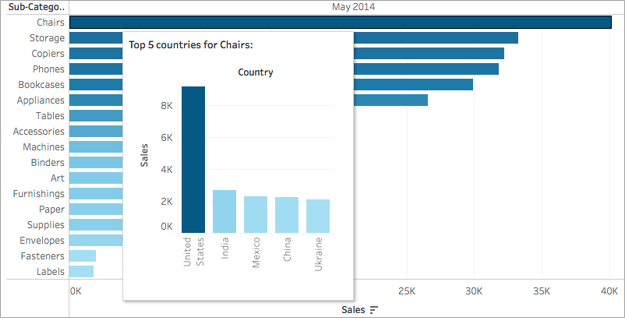 Sub-Catego..
May 2014
Chairs
Storage
Copiers
Phones
Bookcases
Appliances
Tables
Accessories
Machines
Binders
Art
Furnishings
Paper
Supplies
Envelopes
Fasteners
Labels
Top 5 countries for Chairs:
Country
Sales
8K
6K
4K
2K
0K
United
States
India
Mexico
China
Ukraine
0K
25K
30K
35K
40K
Sales